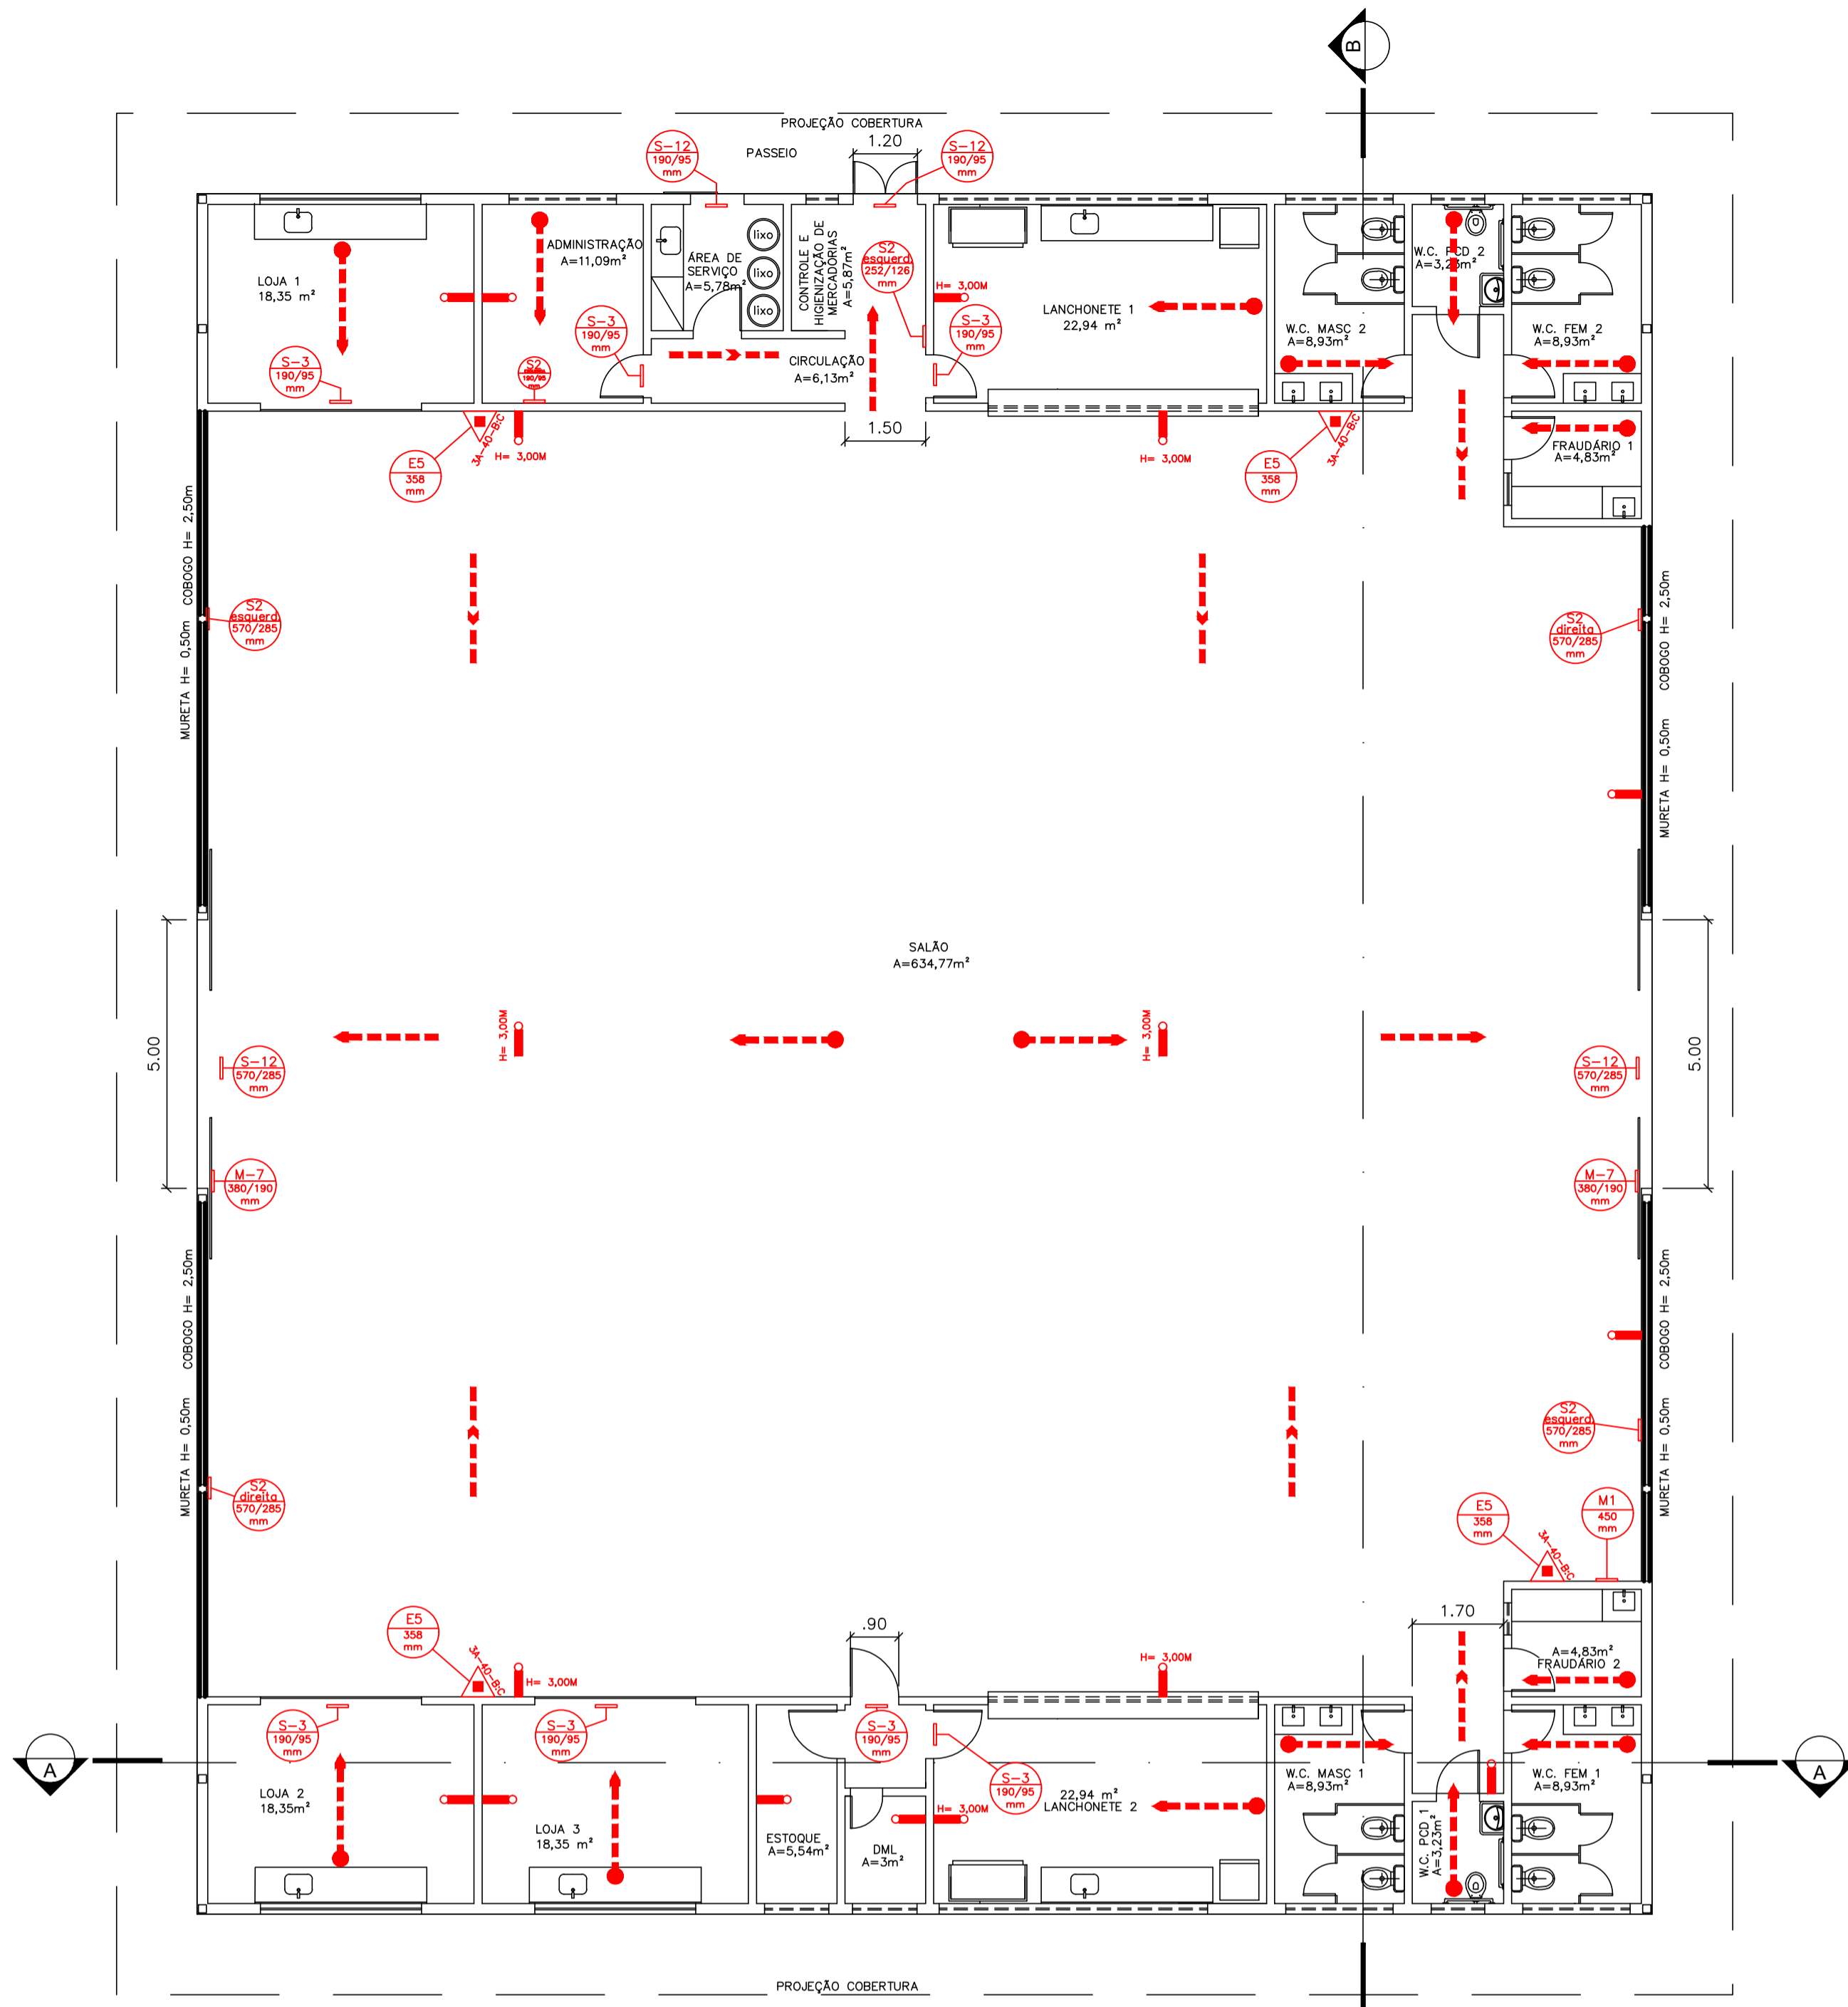 B
PROJEÇÃO COBERTURA
1.20
PASSEIO
S-12
190/95
mm
S-12
190/95
mm
LOJA 1
18,35 m²
ADMINISTRAÇÃO
A=11,09m²
ÁREA DE
SERVIÇO
A=5,78m²
lixo
lixo
lixo
CONTROLE E
HIGIENIZAÇÃO DE
MERCADORIAS
A=5,87m²
S2
esquerd
252/126
mm
H= 3,00M
LANCHONETE 1
22,94 m²
W.C. MASC 2
A=8,93m²
W.C. PCD 2
A=3,23m²
W.C. FEM 2
A=8,93m²
S-3
190/95
mm
S-3
190/95
mm
S-3
190/95
mm
S2
190/95
mm
CIRCULAÇÃO
A=6,13m²
1.50
E5
358
mm
3A-40-B:C
H= 3,00M
H= 3,00M
E5
358
mm
3A-40-B:C
FRAUDÁRIO 1
A=4,83m²
MURETA H= 0,50m COBOGO H= 2,50m
S2
esquerd
570/285
mm
S2
direita
570/285
mm
MURETA H= 0,50m COBOGO H= 2,50m
SALÃO
A=634,77m²
5.00
H= 3,00M
H= 3,00M
5.00
S-12
570/285
mm
S-12
570/285
mm
M-7
380/190
mm
M-7
380/190
mm
MURETA H= 0,50m COBOGO H= 2,50m
MURETA H= 0,50m COBOGO H= 2,50m
S2
esquerd
570/285
mm
S2
direita
570/285
mm
E5
358
mm
3A-40-B:C
M1
450
mm
E5
358
mm
3A-40-B:C
H= 3,00M
.90
H= 3,00M
1.70
A=4,83m²
FRAUDÁRIO 2
S-3
190/95
mm
S-3
190/95
mm
S-3
190/95
mm
S-3
190/95
mm
A
LOJA 2
18,35m²
LOJA 3
18,35 m²
ESTOQUE
A=5,54m²
DML
A=3m²
H= 3,00M
22,94 m²
LANCHONETE 2
W.C. MASC 1
A=8,93m²
W.C. PCD 1
A=3,23m²
W.C. FEM 1
A=8,93m²
A
PROJEÇÃO COBERTURA